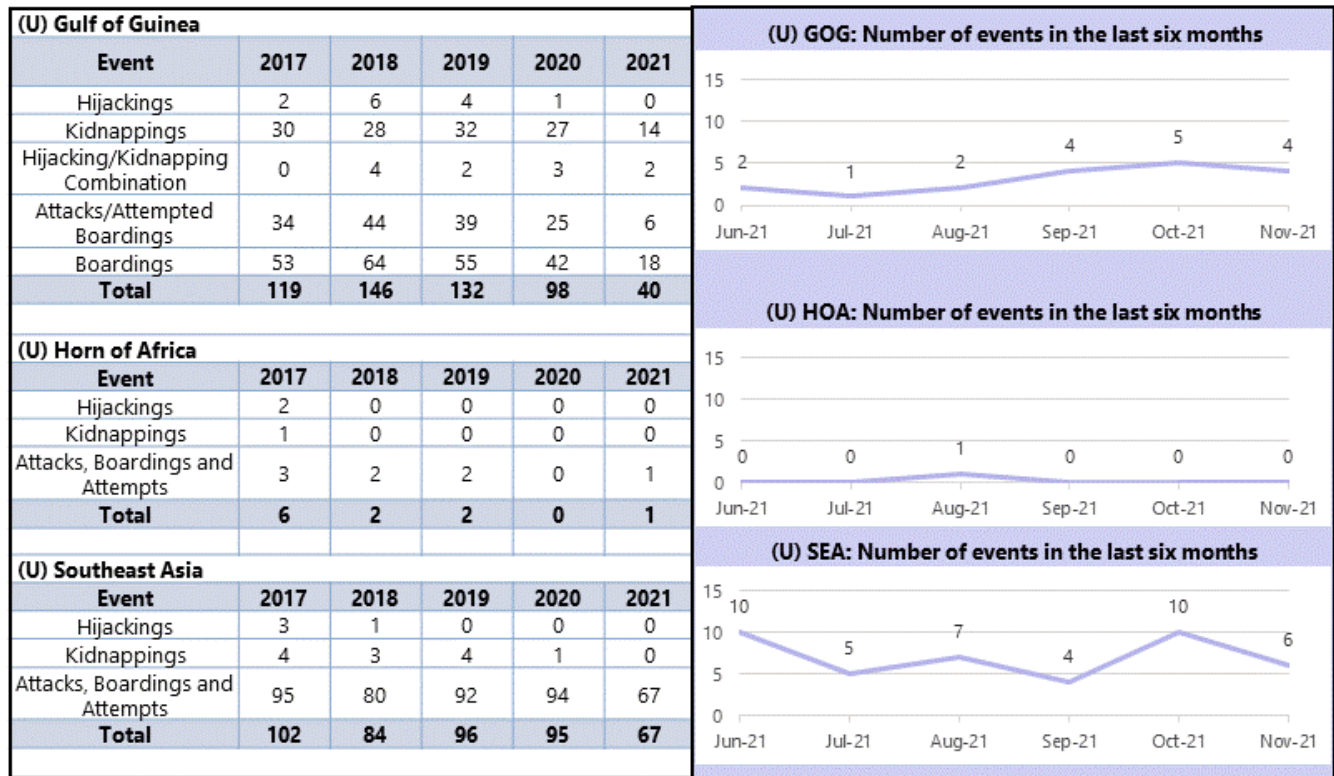 (U) Gulf of Guinea
Event 2017 2018 2019 2020 2021
Hijackings 2 6 4 1 0
Kidnappings 30 28 32 27 14
Hijacking/Kidnapping
Combination 0 4 2 3 2
Attacks/Attempted
Boardings 34 44 39 25 6
Boardings 53 64 55 42 18
Total 119 146 132 98 40
(U) Horn of Africa
Event 2017 2018 2019 2020 2021
Hijackings 2 0 0 0 0
Kidnappings 1 0 0 0 0
Attacks, Boardings and
Attempts 3 2 2 0 1
Total 6 2 2 0 1
(U) Southeast Asia
Event 2017 2018 2019 2020 2021
Hijackings 3 1 0 0 0
Kidnappings 4 3 4 1 0
Attacks, Boardings and
Attempts 95 80 92 94 67
Total 102 84 96 95 67
(U) GOG: Number of events in the last six months
15
10
5
0
2 1 2 4 5 4
Jun-21 Jul-21 Aug-21 Sep-21 Oct-21 Nov-21
(U) HOA: Number of events in the last six months
15
10
5
0
0 0 1 0 0 0
Jun-21 Jul-21 Aug-21 Sep-21 Oct-21 Nov-21
(U) SEA: Number of events in the last six months
15
10
5
0
10 5 7 4 10 6
Jun-21 Jul-21 Aug-21 Sep-21 Oct-21 Nov-21